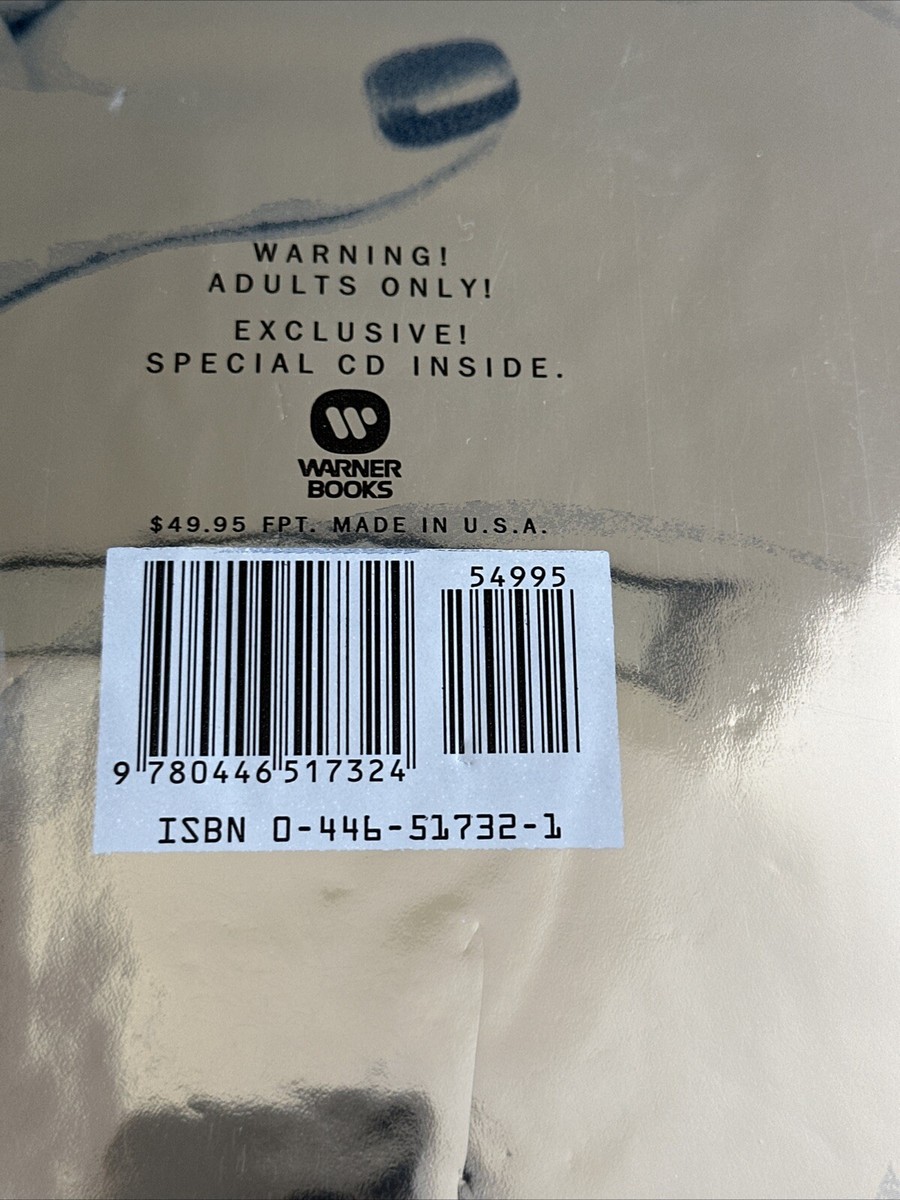 WARNING!
ADULTS ONLY!
EXCLUSIVE!
SPECIAL CD INSIDE.
WARNER
BOOKS
$49.95 FPT. MADE IN U.S.A.
54995
9 780446 517324
ISBN 0-446-51732-1